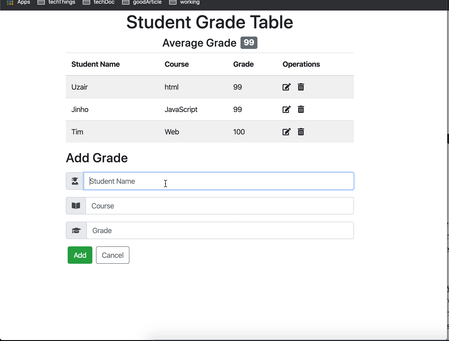 Apps techThings techDoc goodArticle working
Student Grade Table
Average Grade 99
Student Name Course Grade Operations
Uzair html 99
Jinho JavaScript 99
Tim Web 100
Add Grade
Student Name
Course
Grade
Add Cancel